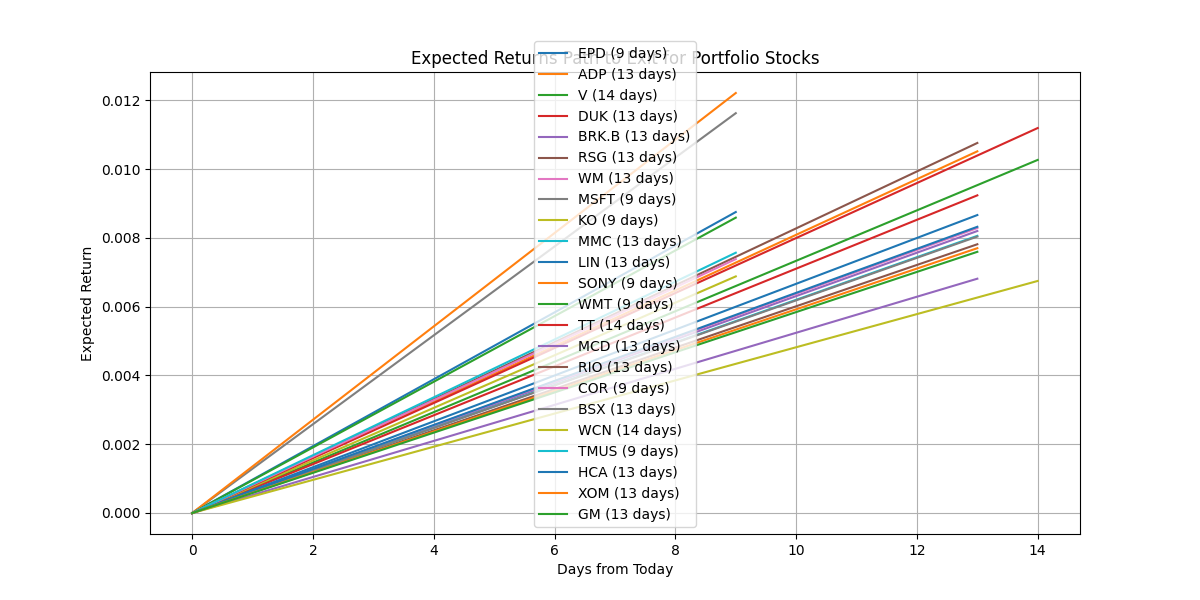 Expected Returns Path to Exit for Portfolio Stocks
EPD (9 days)
ADP (13 days)
V (14 days)
DUK (13 days)
BRK.B (13 days)
RSG (13 days)
WM (13 days)
MSFT (9 days)
KO (9 days)
MMC (13 days)
LIN (13 days)
SONY (9 days)
WMT (9 days)
TT (14 days)
MCD (13 days)
RIO (13 days)
COR (9 days)
BSX (13 days)
WCN (14 days)
TMUS (9 days)
HCA (13 days)
XOM (13 days)
GM (13 days)
Expected Return
0.012
0.010
0.008
0.006
0.004
0.002
0.000
0 2 4 6 8 10 12 14
Days from Today